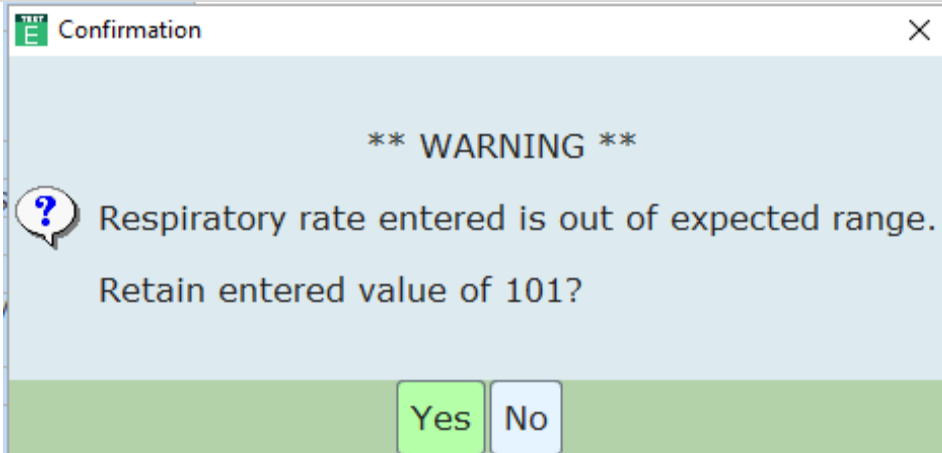 TEST
E
Confirmation
** WARNING **
?
Respiratory rate entered is out of expected range.
Retain entered value of 101?
Yes No